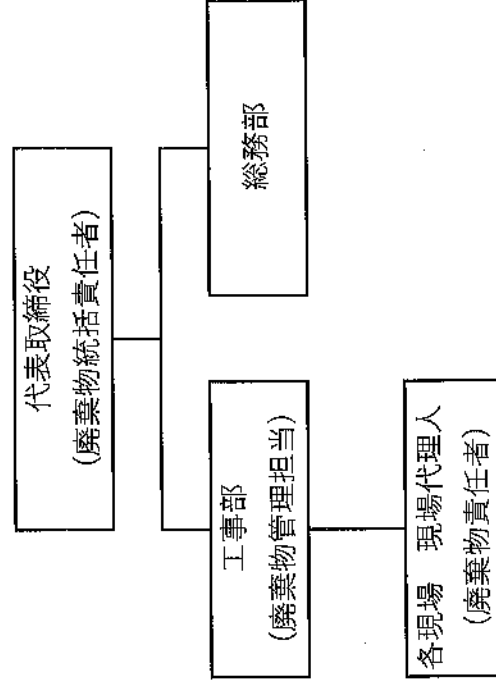 代表取締役
(廃棄物統括責任者)
工事部
(廃棄物管理担当)
総務部
各現場　現場代理人
(廃棄物責任者)